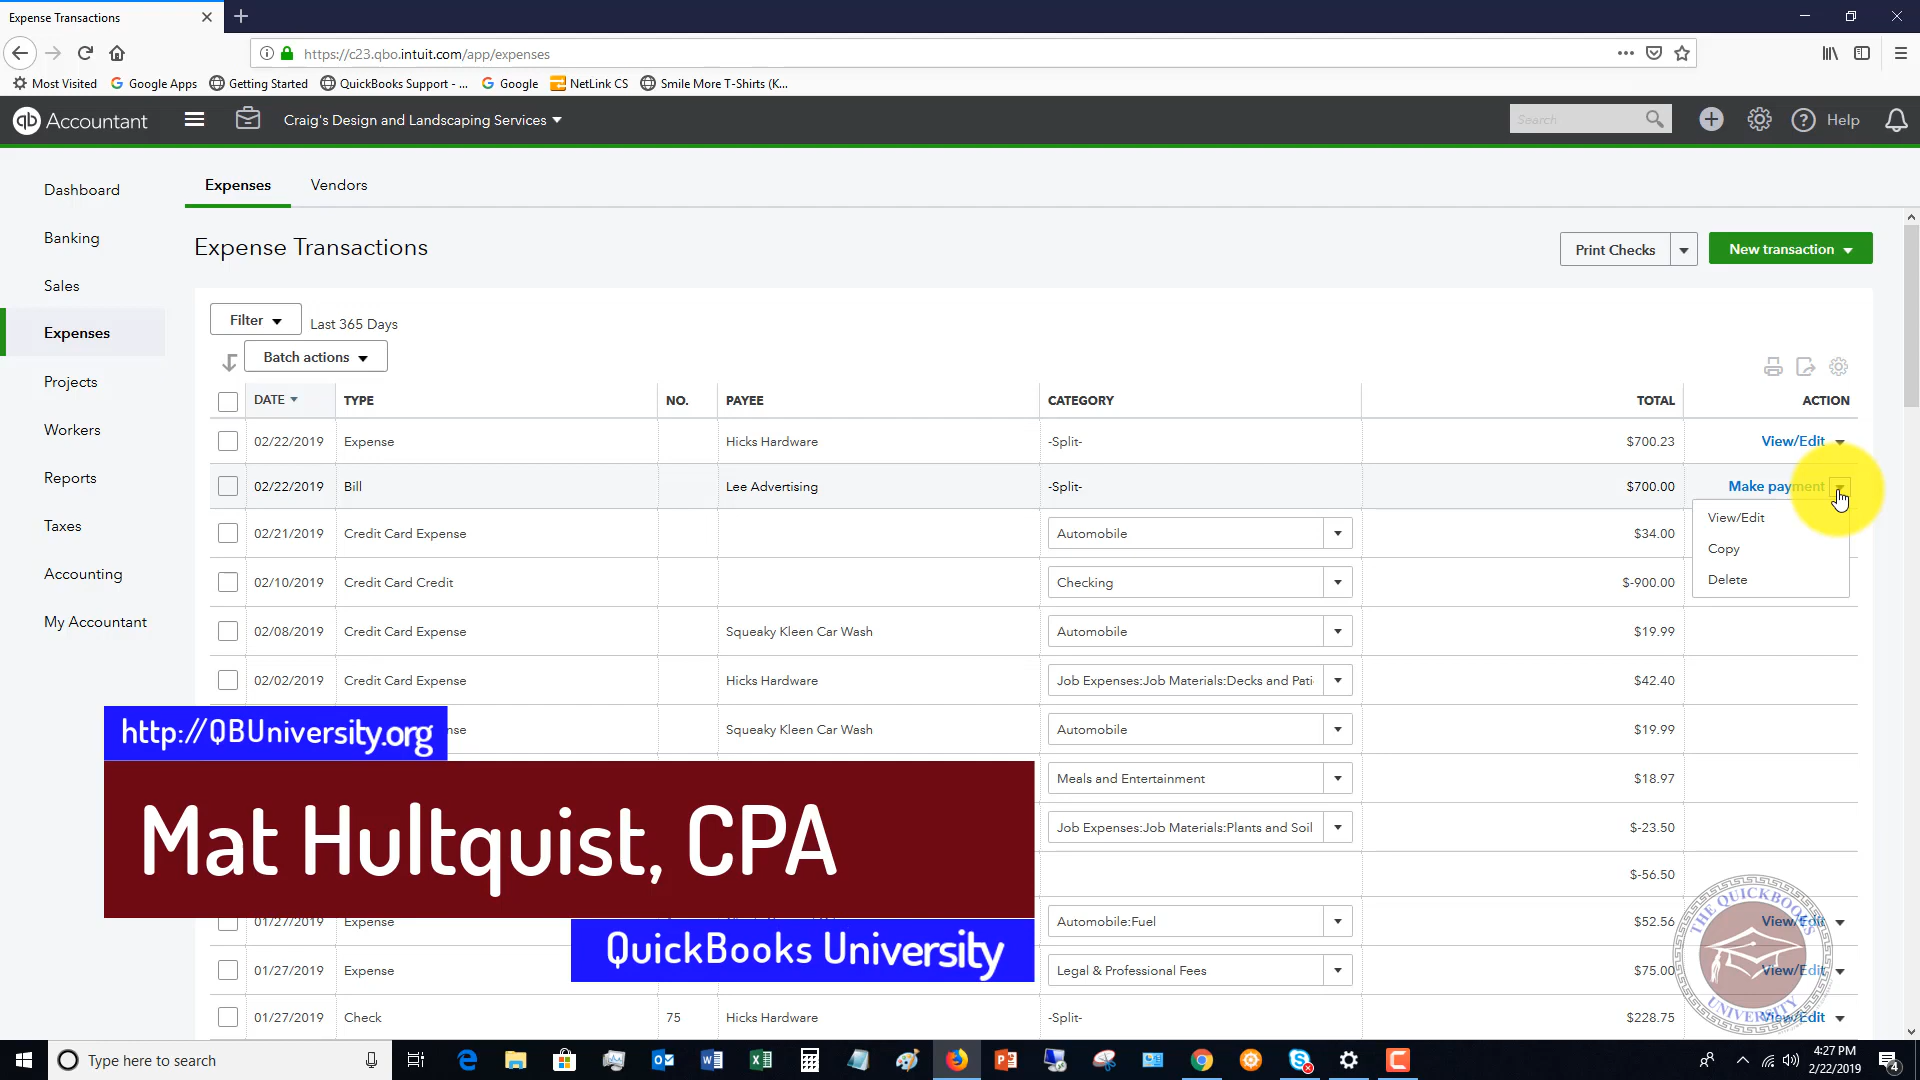 Expense Transactions
https://c23.qbo.intuit.com/app/expenses
Most Visited Google Apps Getting Started QuickBooks Support - ... Google NetLink CS Smile More T-Shirts (K...
qb Accountant Craig's Design and Landscaping Services Search Help
Dashboard
Banking
Sales
Expenses
Projects
Workers
Reports
Taxes
Accounting
My Accountant
Expenses Vendors
Expense Transactions
Print Checks New transaction
Filter Last 365 Days
Batch actions
DATE TYPE NO. PAYEE CATEGORY TOTAL ACTION
02/22/2019 Expense Hicks Hardware -Split- $700.23 View/Edit
02/22/2019 Bill Lee Advertising -Split- $700.00 Make payment
View/Edit
Copy
Delete
02/21/2019 Credit Card Expense Automobile $34.00
02/10/2019 Credit Card Credit Checking $-900.00
02/08/2019 Credit Card Expense Squeaky Kleen Car Wash Automobile $19.99
02/02/2019 Credit Card Expense Hicks Hardware Job Expenses:Job Materials:Decks and Pati $42.40
Squeaky Kleen Car Wash Automobile $19.99
Meals and Entertainment $18.97
Job Expenses:Job Materials:Plants and Soil $-23.50
$-56.50
01/27/2019 Expense Automobile:Fuel $52.56 View/Edit
01/27/2019 Expense Legal & Professional Fees $75.00 View/Edit
01/27/2019 Check 75 Hicks Hardware -Split- $228.75 View/Edit
http://QBUniversity.org
Mat Hultquist, CPA
QuickBooks University
THE QUICKBOOKS UNIVERSITY
Type here to search
4:27 PM
2/22/2019
4